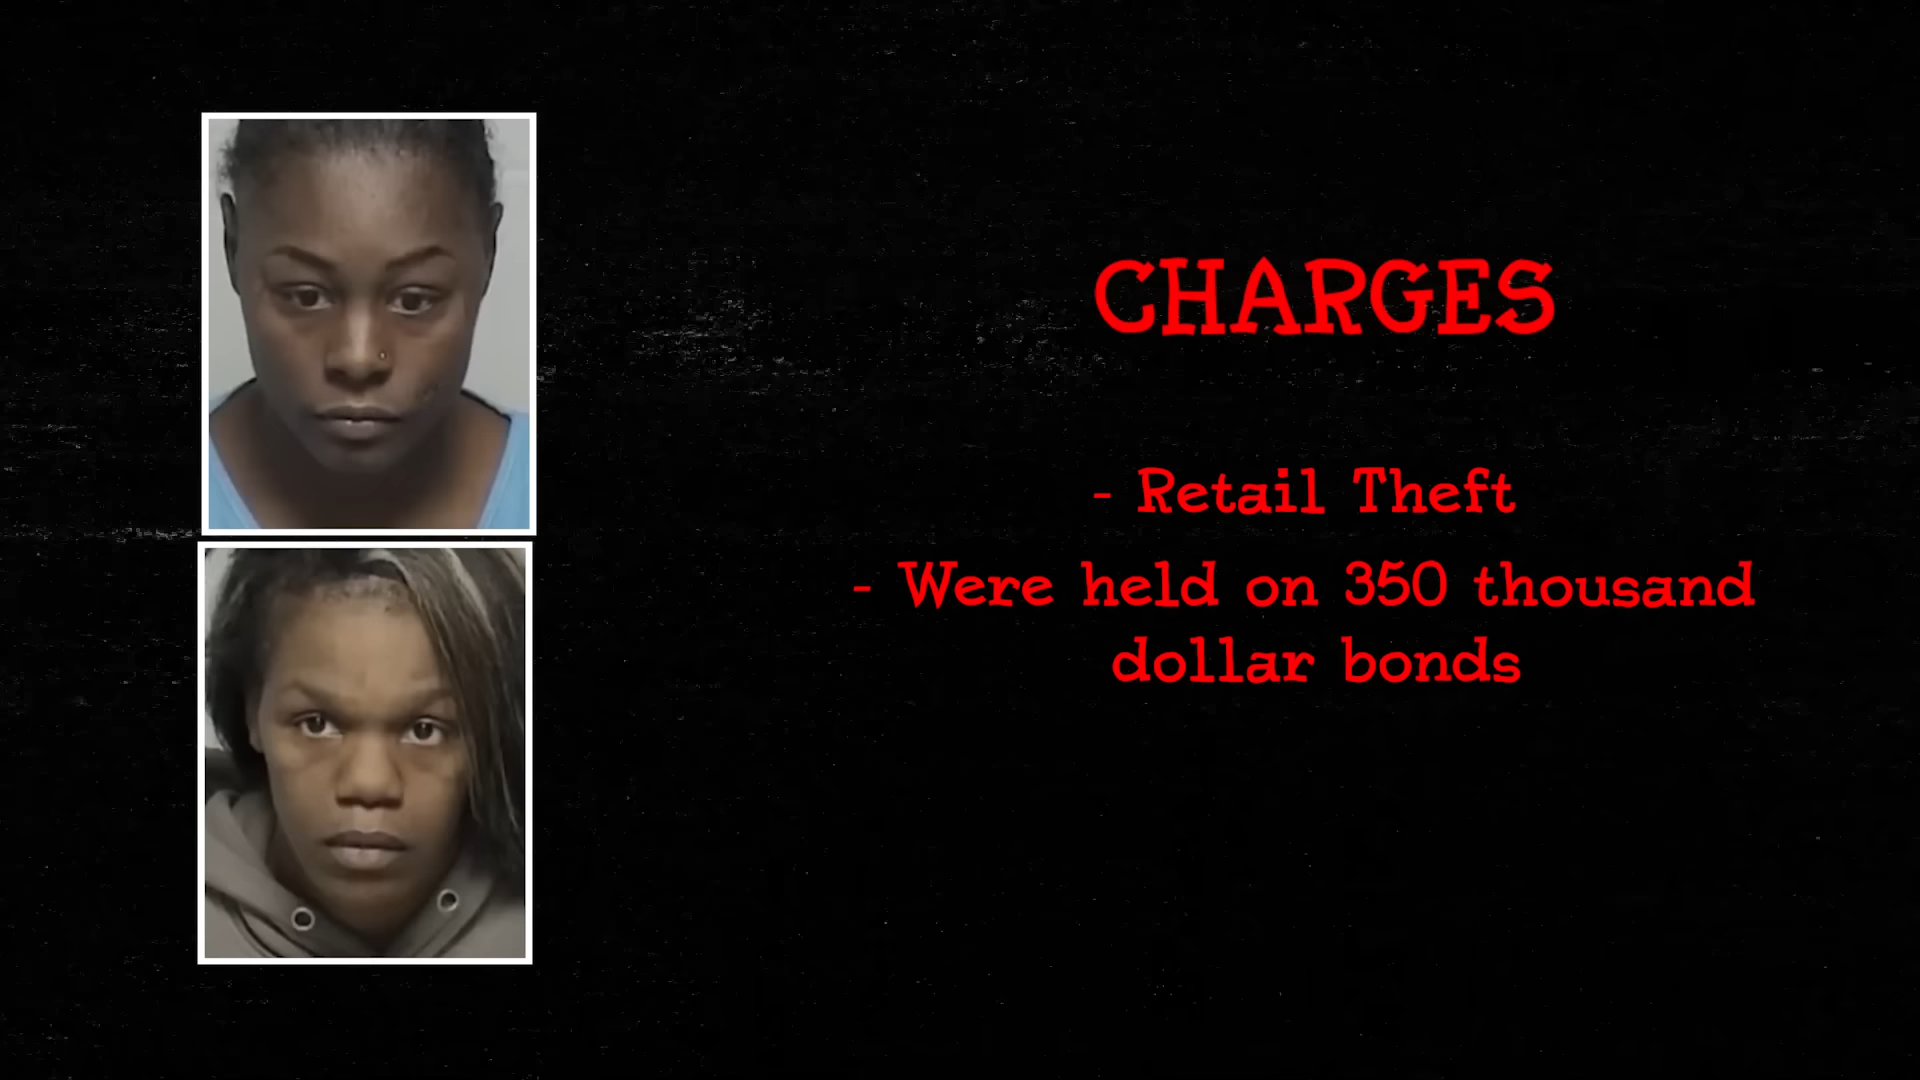 CHARGES
- Retail Theft
- Were held on 350 thousand
dollar bonds